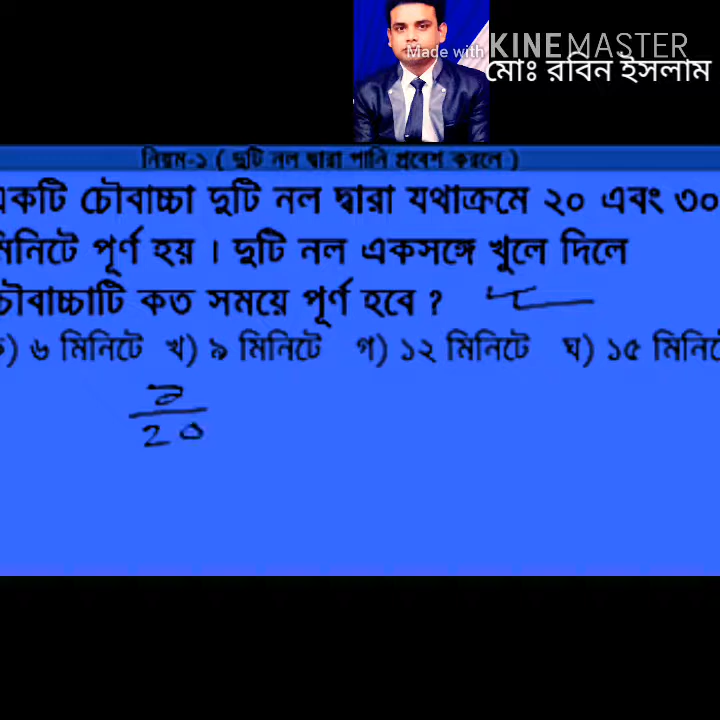 Made with KINEMASTER
মোঃ রবিন ইসলাম
নিয়ম-১ ( দুটি নল দ্বারা পানি প্রবেশ করলে )
একটি চৌবাচ্চা দুটি নল দ্বারা যথাক্রমে ২০ এবং ৩০
মিনিটে পূর্ণ হয় । দুটি নল একসঙ্গে খুলে দিলে
চৌবাচ্চাটি কত সময়ে পূর্ণ হবে ?
ক) ৬ মিনিটে খ) ৯ মিনিটে গ) ১২ মিনিটে ঘ) ১৫ মিনিটে
20